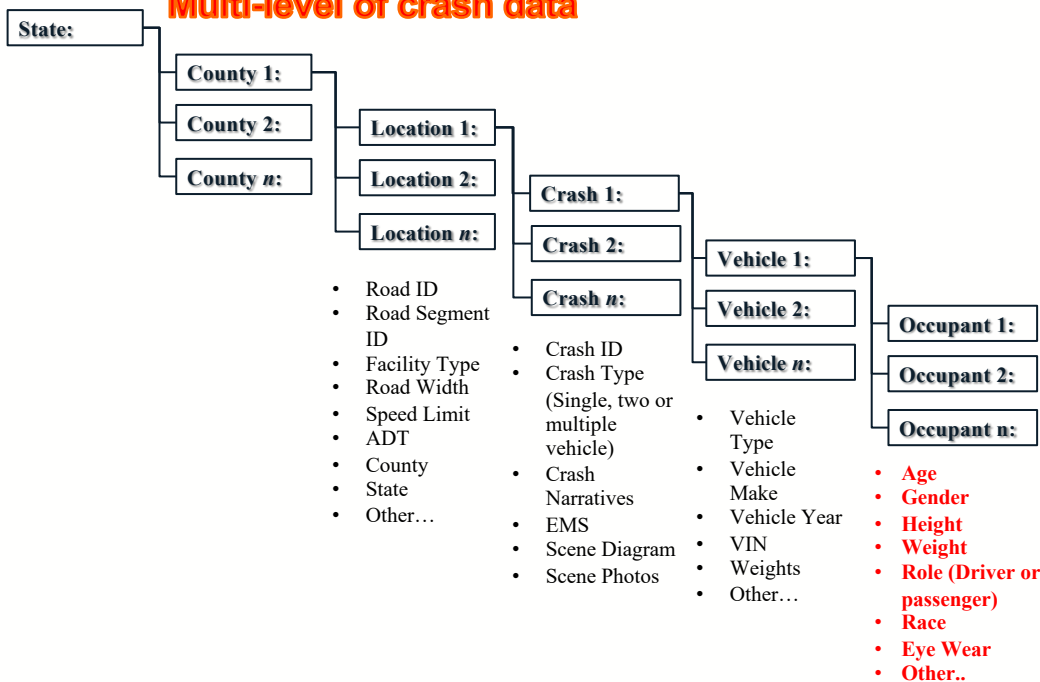 Multi-level of crash data
State:
County 1:
County 2:
County n:
Location 1:
Location 2:
Location n:
• Road ID
• Road Segment
ID
• Facility Type
• Road Width
• Speed Limit
• ADT
• County
• State
• Other…
Crash 1:
Crash 2:
Crash n:
• Crash ID
• Crash Type
(Single, two or
multiple
vehicle)
• Crash
Narratives
• EMS
• Scene Diagram
• Scene Photos
Vehicle 1:
Vehicle 2:
Vehicle n:
• Vehicle
Type
• Vehicle
Make
• Vehicle Year
• VIN
• Weights
• Other…
Occupant 1:
Occupant 2:
Occupant n:
• Age
• Gender
• Height
• Weight
• Role (Driver or
passenger)
• Race
• Eye Wear
• Other..